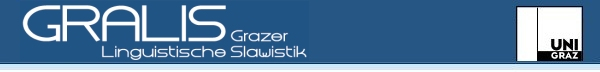 GRALIS Grazer
Linguistische Slawistik
UNI
GRAZ